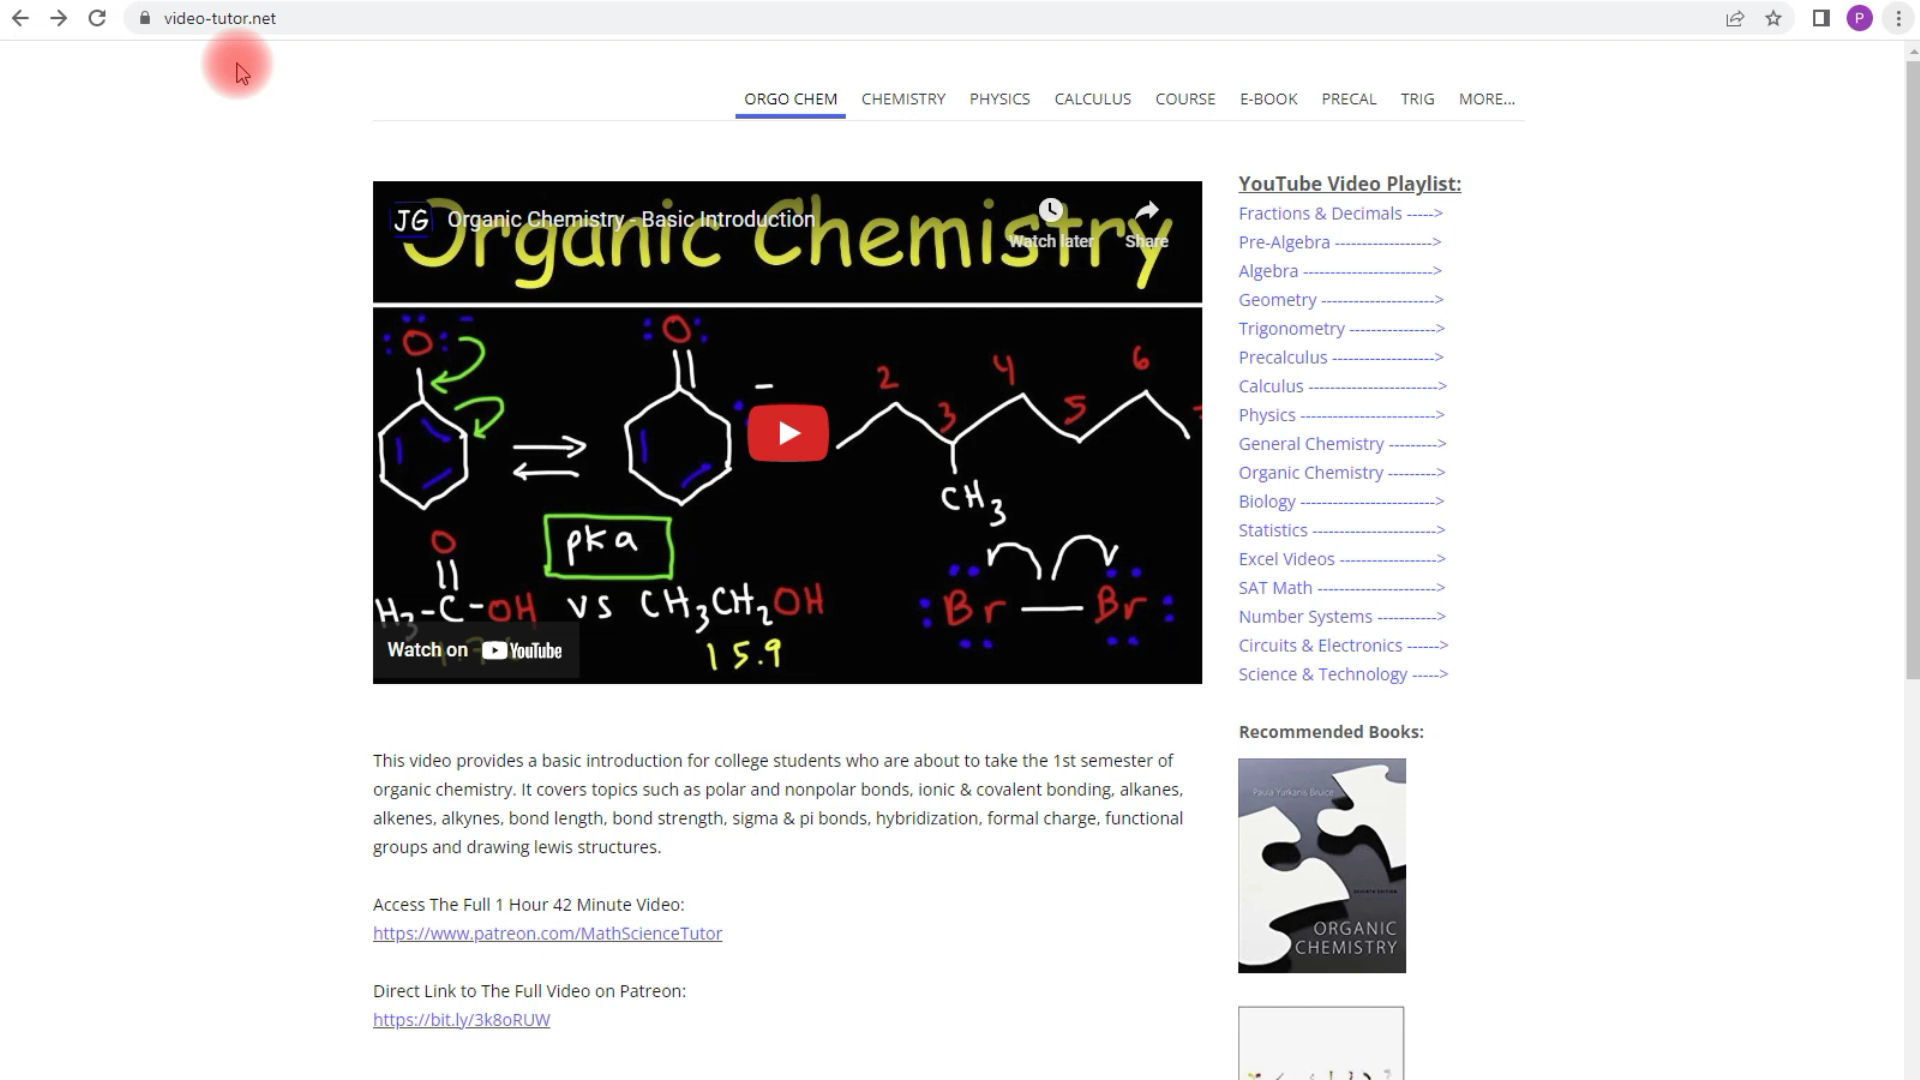 video-tutor.net
P
ORGO CHEM CHEMISTRY PHYSICS CALCULUS COURSE E-BOOK PRECAL TRIG MORE...
JG Organic Chemistry - Basic Introduction
Watch later Share
Organic Chemistry
O O
2 3 4 5 6
CH3
pka
O
H3-C-OH vs CH3CH2OH
15.9
Br — Br
Watch on YouTube
YouTube Video Playlist:
Fractions & Decimals ----->
Pre-Algebra ------------------>
Algebra ------------------------>
Geometry --------------------->
Trigonometry ---------------->
Precalculus ------------------->
Calculus ------------------------>
Physics ------------------------->
General Chemistry --------->
Organic Chemistry --------->
Biology ------------------------->
Statistics ----------------------->
Excel Videos ------------------->
SAT Math ----------------------->
Number Systems ----------->
Circuits & Electronics ------>
Science & Technology ----->
Recommended Books:
Paula Yurkanis Bruice
ORGANIC
CHEMISTRY
This video provides a basic introduction for college students who are about to take the 1st semester of
organic chemistry. It covers topics such as polar and nonpolar bonds, ionic & covalent bonding, alkanes,
alkenes, alkynes, bond length, bond strength, sigma & pi bonds, hybridization, formal charge, functional
groups and drawing lewis structures.
Access The Full 1 Hour 42 Minute Video:
https://www.patreon.com/MathScienceTutor
Direct Link to The Full Video on Patreon:
https://bit.ly/3k8oRUW